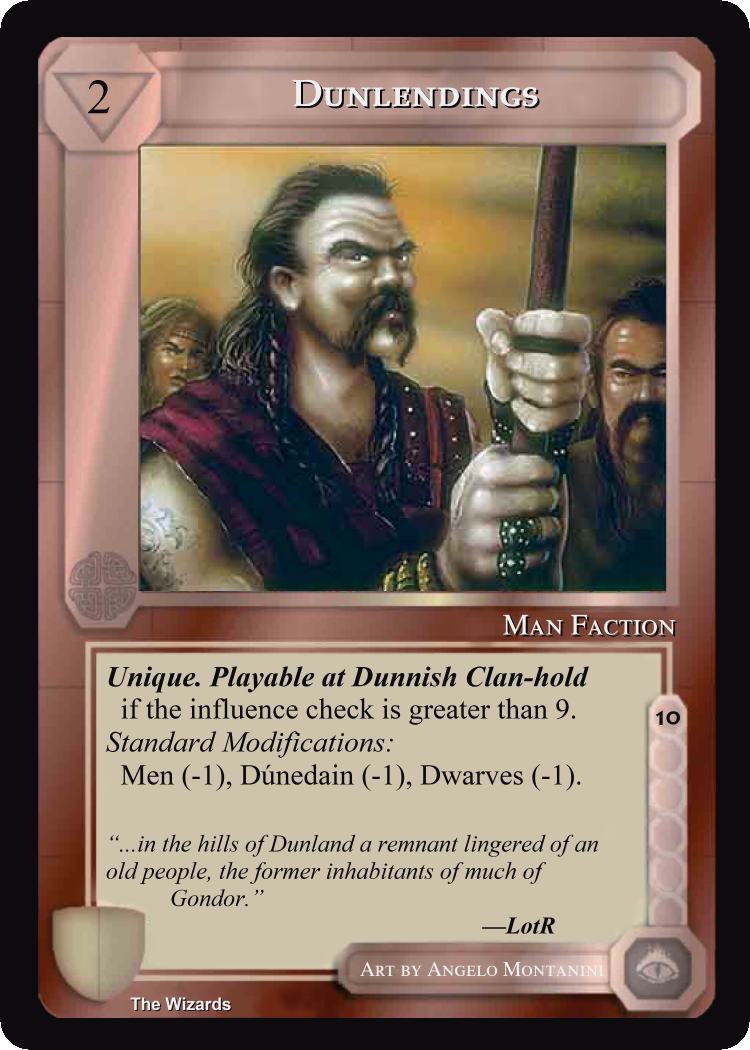 2
Dunlendings
Man Faction
Unique. Playable at Dunnish Clan-hold
if the influence check is greater than 9.
10
Standard Modifications:
Men (-1), Dúnedain (-1), Dwarves (-1).
“...in the hills of Dunland a remnant lingered of an
old people, the former inhabitants of much of
Gondor.”
—LotR
Art by Angelo Montanini
The Wizards